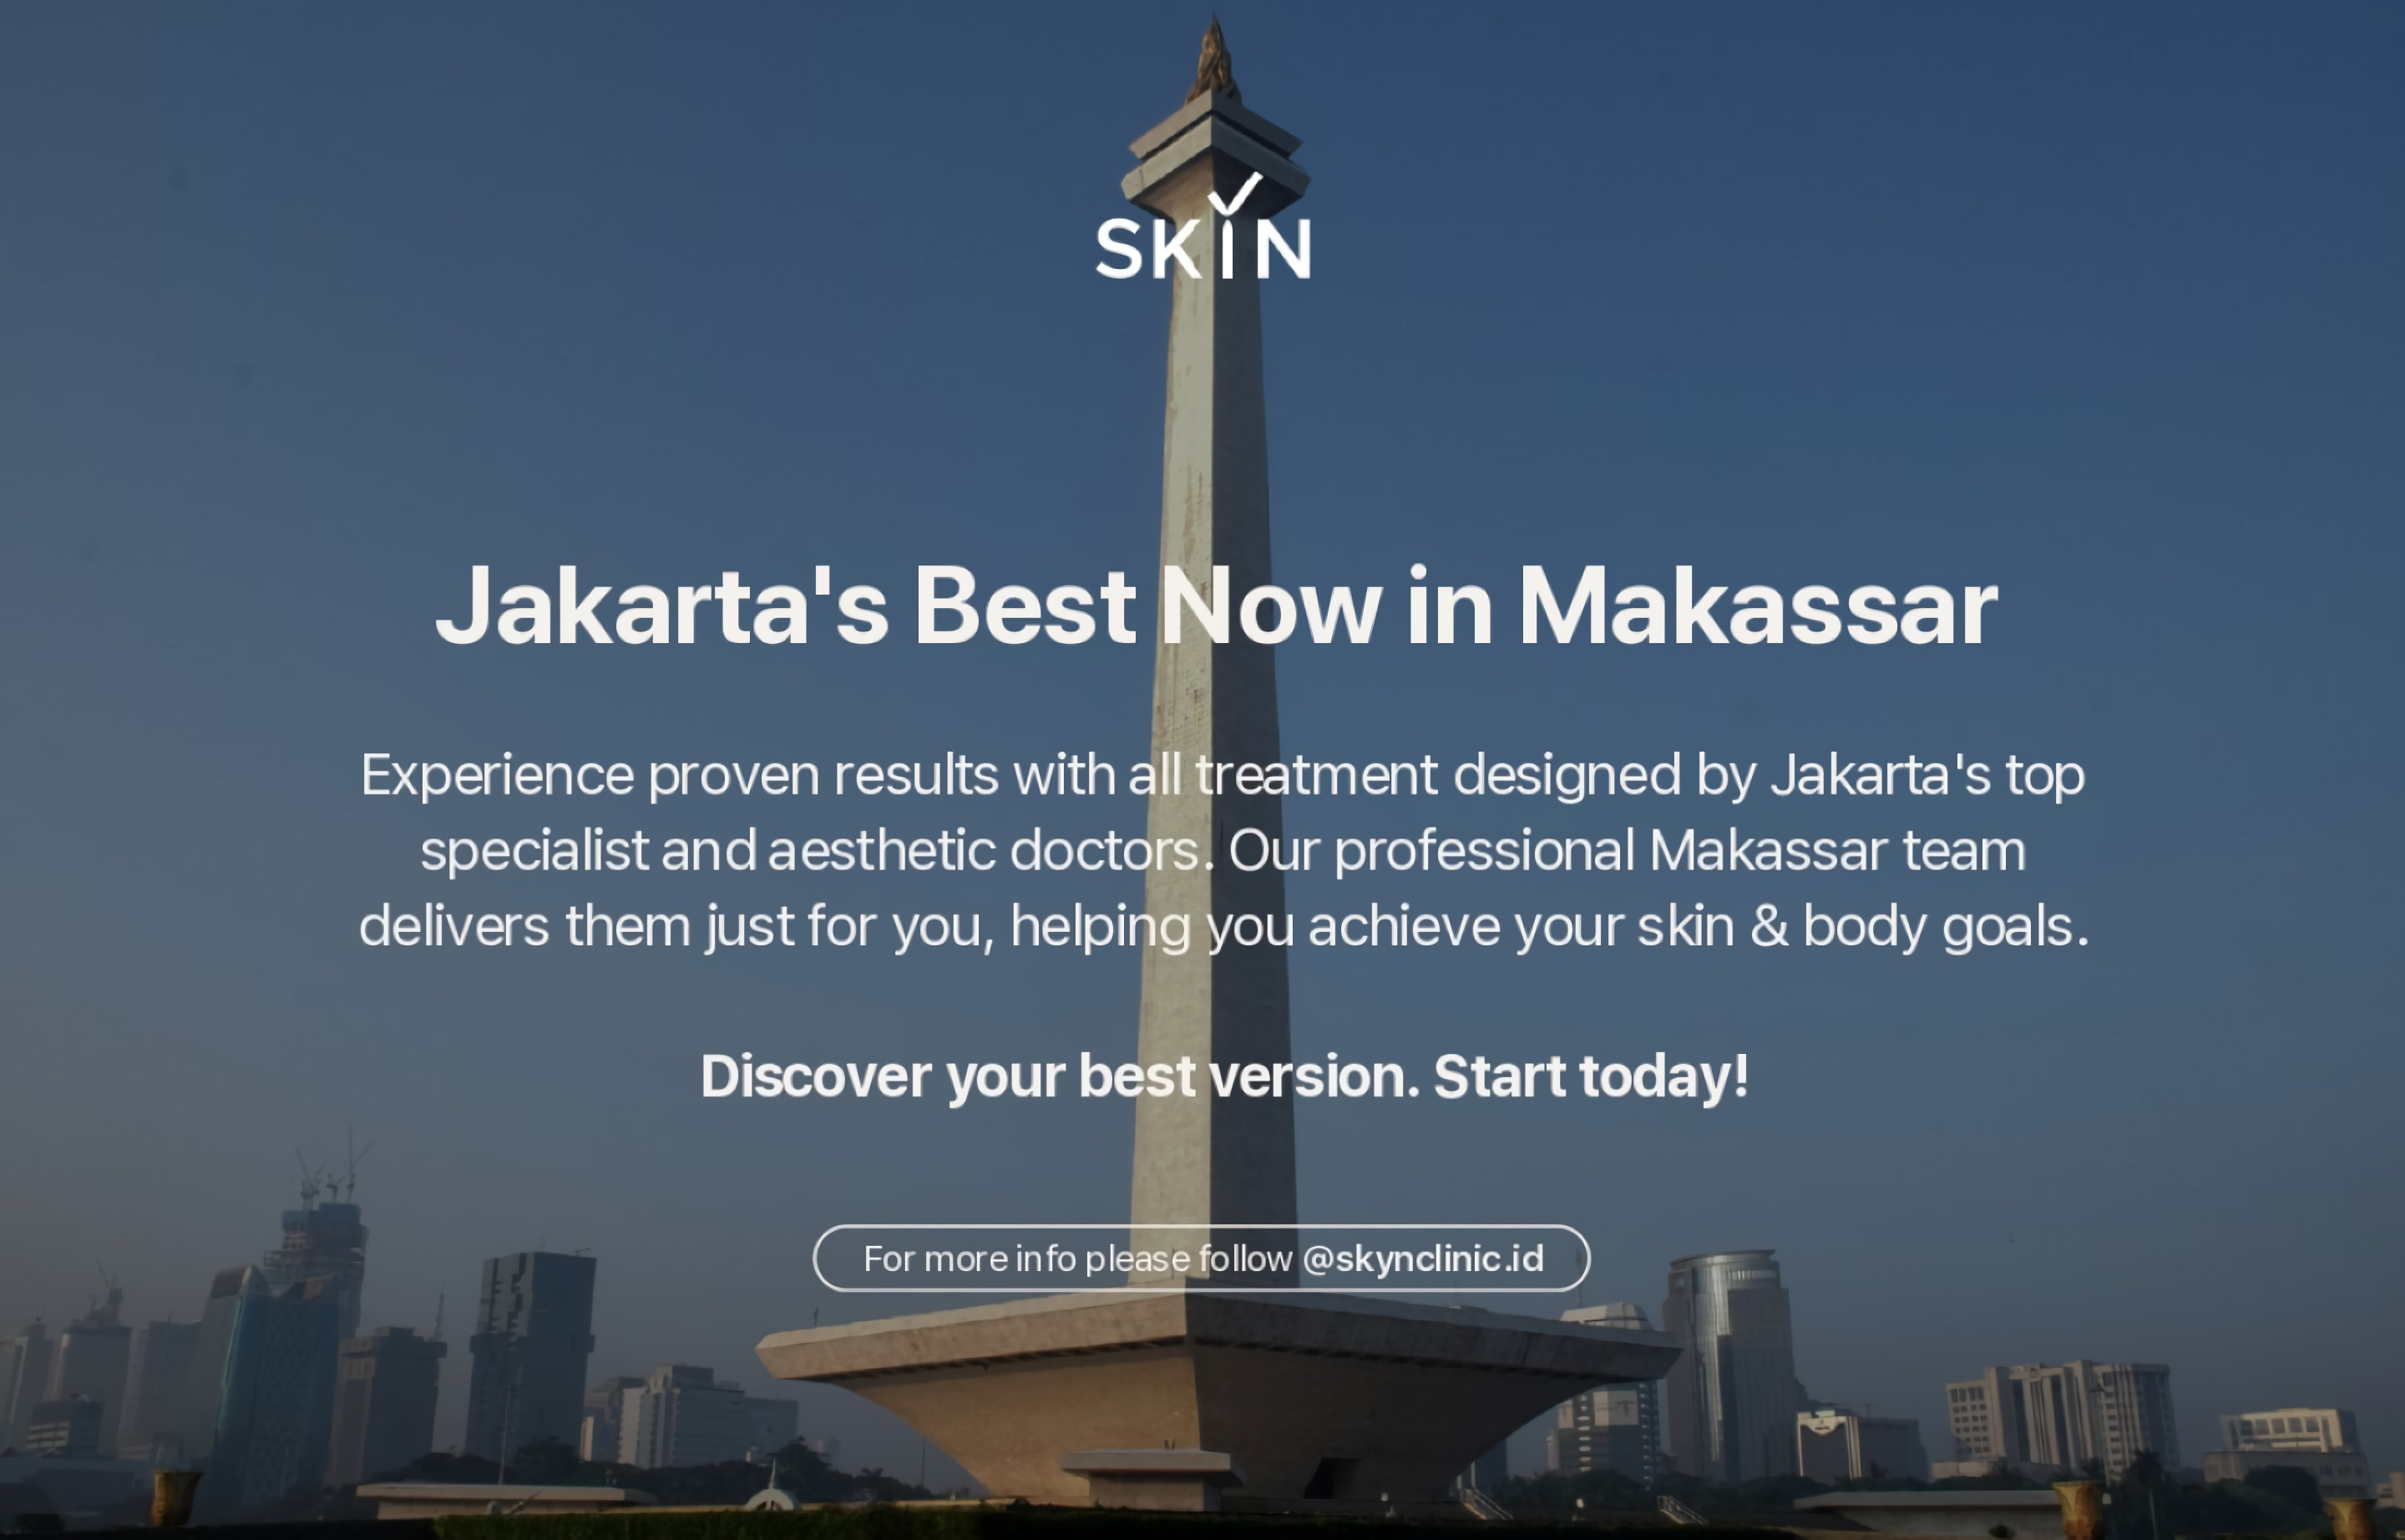 SKIN
Jakarta's Best Now in Makassar
Experience proven results with all treatment designed by Jakarta's top
specialist and aesthetic doctors. Our professional Makassar team
delivers them just for you, helping you achieve your skin & body goals.
Discover your best version. Start today!
For more info please follow @skynclinic.id